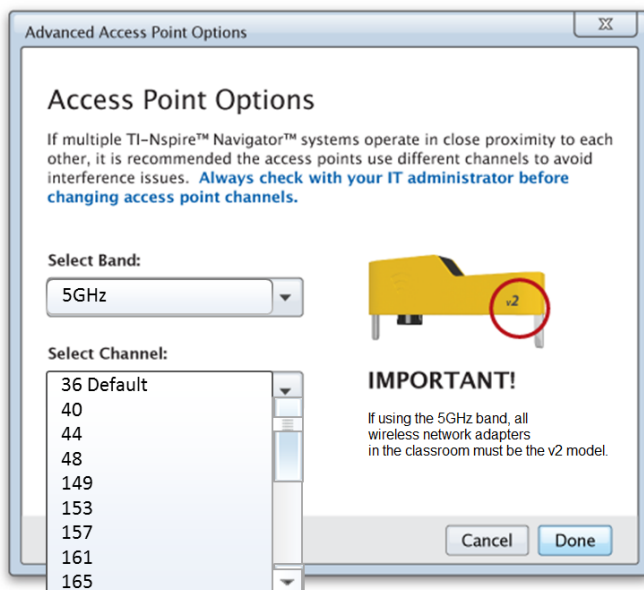 Advanced Access Point Options
Access Point Options
If multiple TI-Nspire™ Navigator™ systems operate in close proximity to each
other, it is recommended the access points use different channels to avoid
interference issues. Always check with your IT administrator before
changing access point channels.
Select Band:
5GHz
v2
Select Channel:
36 Default
40
44
48
149
153
157
161
165
IMPORTANT!
If using the 5GHz band, all
wireless network adapters
in the classroom must be the v2 model.
Cancel
Done